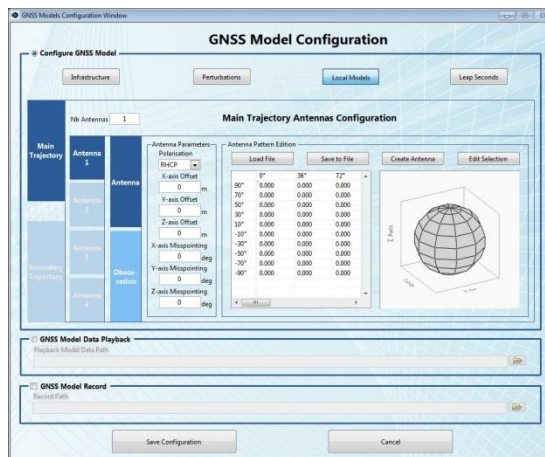 GNSS Models Configuration Window
GNSS Model Configuration
Configure GNSS Model
Infrastructure Perturbations Local Models Leap Seconds
Nb Antennas 1 Main Trajectory Antennas Configuration
Main Trajectory
Secondary Trajectory
Antenna 1
Antenna 2
Antenna 3
Antenna 4
Antenna
Obscu-ration
Antenna Parameters
Polarisation
RHCP
X-axis Offset
0 m
Y-axis Offset
0 m
Z-axis Offset
0 m
X-axis Misspointing
0 deg
Y-axis Misspointing
0 deg
Z-axis Misspointing
0 deg
Antenna Pattern Edition
Load File Save to File Create Antenna Edit Selection
0° 36° 72°
90° 0.000 0.000 0.000
70° 0.000 0.000 0.000
50° 0.000 0.000 0.000
30° 0.000 0.000 0.000
10° 0.000 0.000 0.000
-10° 0.000 0.000 0.000
-30° 0.000 0.000 0.000
-50° 0.000 0.000 0.000
-70° 0.000 0.000 0.000
-90° 0.000 0.000 0.000
Z Axis
GNSS Model Data Playback
Playback Model Data Path
GNSS Model Record
Record Path
Save Configuration Cancel